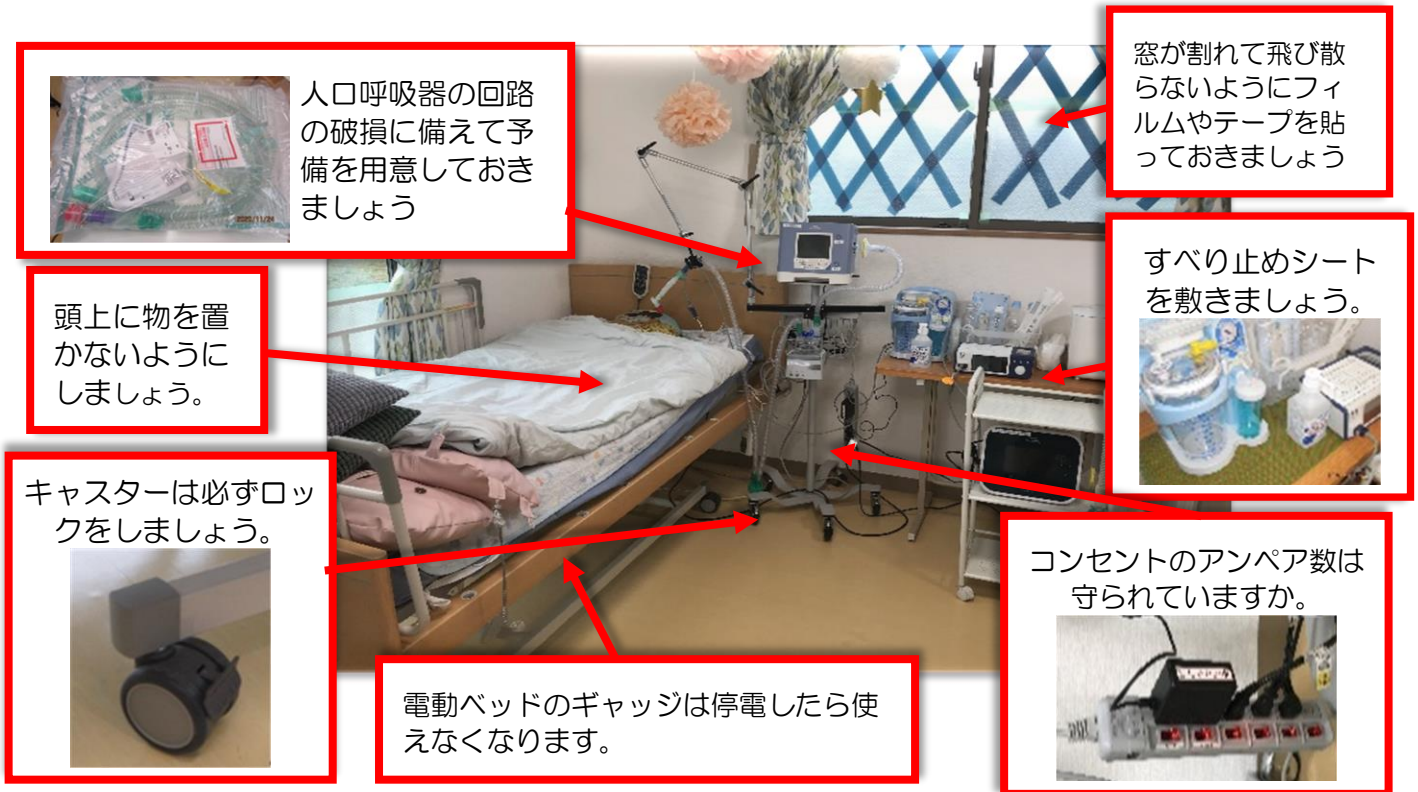 人口呼吸器の回路
の破損に備えて予
備を用意しておき
ましょう
2020/11/24
窓が割れて飛び散
らないようにフィ
ルムやテープを貼
っておきましょう
頭上に物を置
かないように
しましょう。
すべり止めシート
を敷きましょう。
キャスターは必ずロッ
クをしましょう。
電動ベッドのギャッジは停電したら使
えなくなります。
コンセントのアンペア数は
守られていますか。